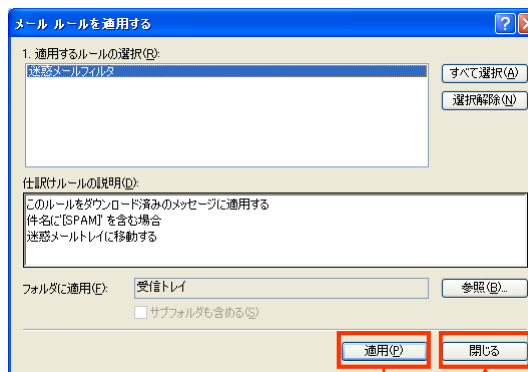 メール ルールを適用する
1. 適用するルールの選択(R):
迷惑メールフィルタ
すべて選択(A)
選択解除(N)
仕訳けルールの説明(D):
このルールをダウンロード済みのメッセージに適用する
件名に'[SPAM]' を含む場合
迷惑メールトレイに移動する
フォルダに適用(F):
受信トレイ
参照(B)...
サブフォルダも含める(S)
適用(P)
閉じる